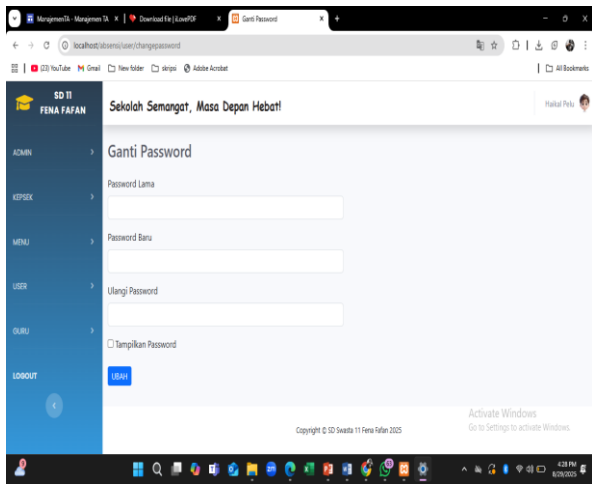 ManajemenTA - Manajemen TA
Download file | iLovePDF
Ganti Password
localhost/absensi/user/changepassword
(23) YouTube
Gmail
New folder
skripsi
Adobe Acrobat
All Bookmarks
SD 11
FENA FAFAN
Sekolah Semangat, Masa Depan Hebat!
Haikal Pelu
ADMIN
KEPSEK
MENU
USER
GURU
LOGOUT
Ganti Password
Password Lama
Password Baru
Ulangi Password
Tampilkan Password
UBAH
Copyright © SD Swasta 11 Fena Fafan 2025
Activate Windows
Go to Settings to activate Windows.
4:28 PM
8/29/2025